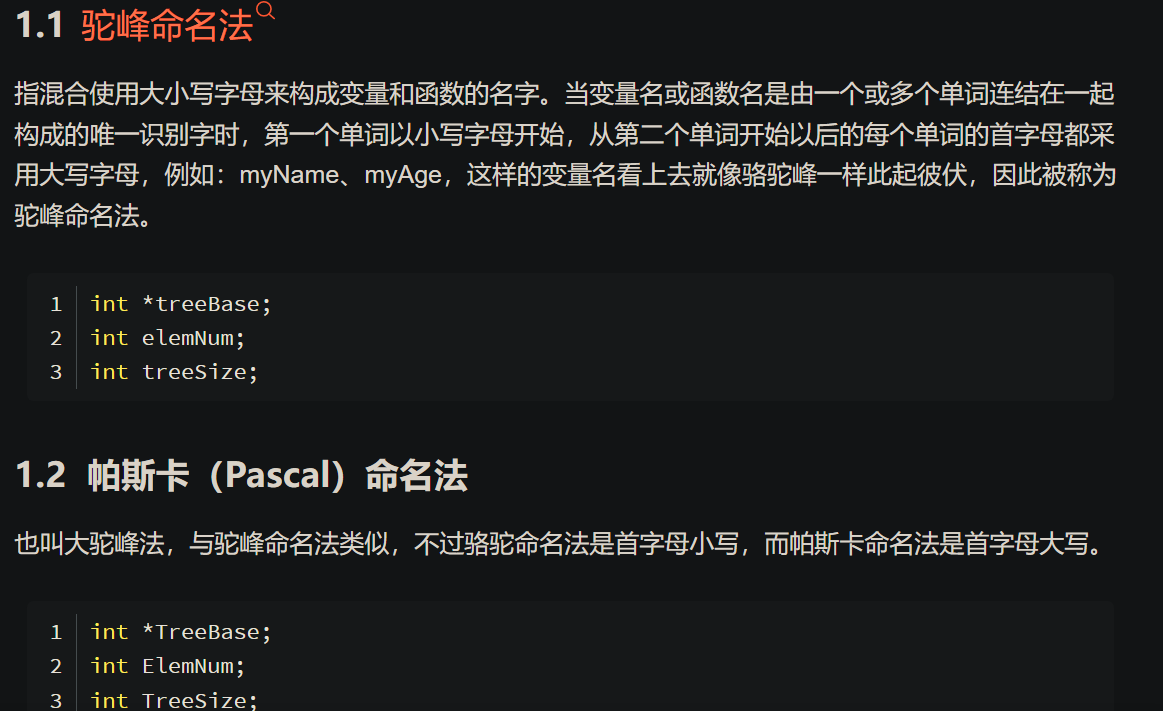 1.1 驼峰命名法
指混合使用大小写字母来构成变量和函数的名字。当变量名或函数名是由一个或多个单词连结在一起
构成的唯一识别字时，第一个单词以小写字母开始，从第二个单词开始以后的每个单词的首字母都采
用大写字母，例如：myName、myAge，这样的变量名看上去就像骆驼峰一样此起彼伏，因此被称为
驼峰命名法。
1 int *treeBase;
2 int elemNum;
3 int treeSize;
1.2 帕斯卡（Pascal）命名法
也叫大驼峰法，与驼峰命名法类似，不过骆驼命名法是首字母小写，而帕斯卡命名法是首字母大写。
1 int *TreeBase;
2 int ElemNum;
3 int TreeSize;